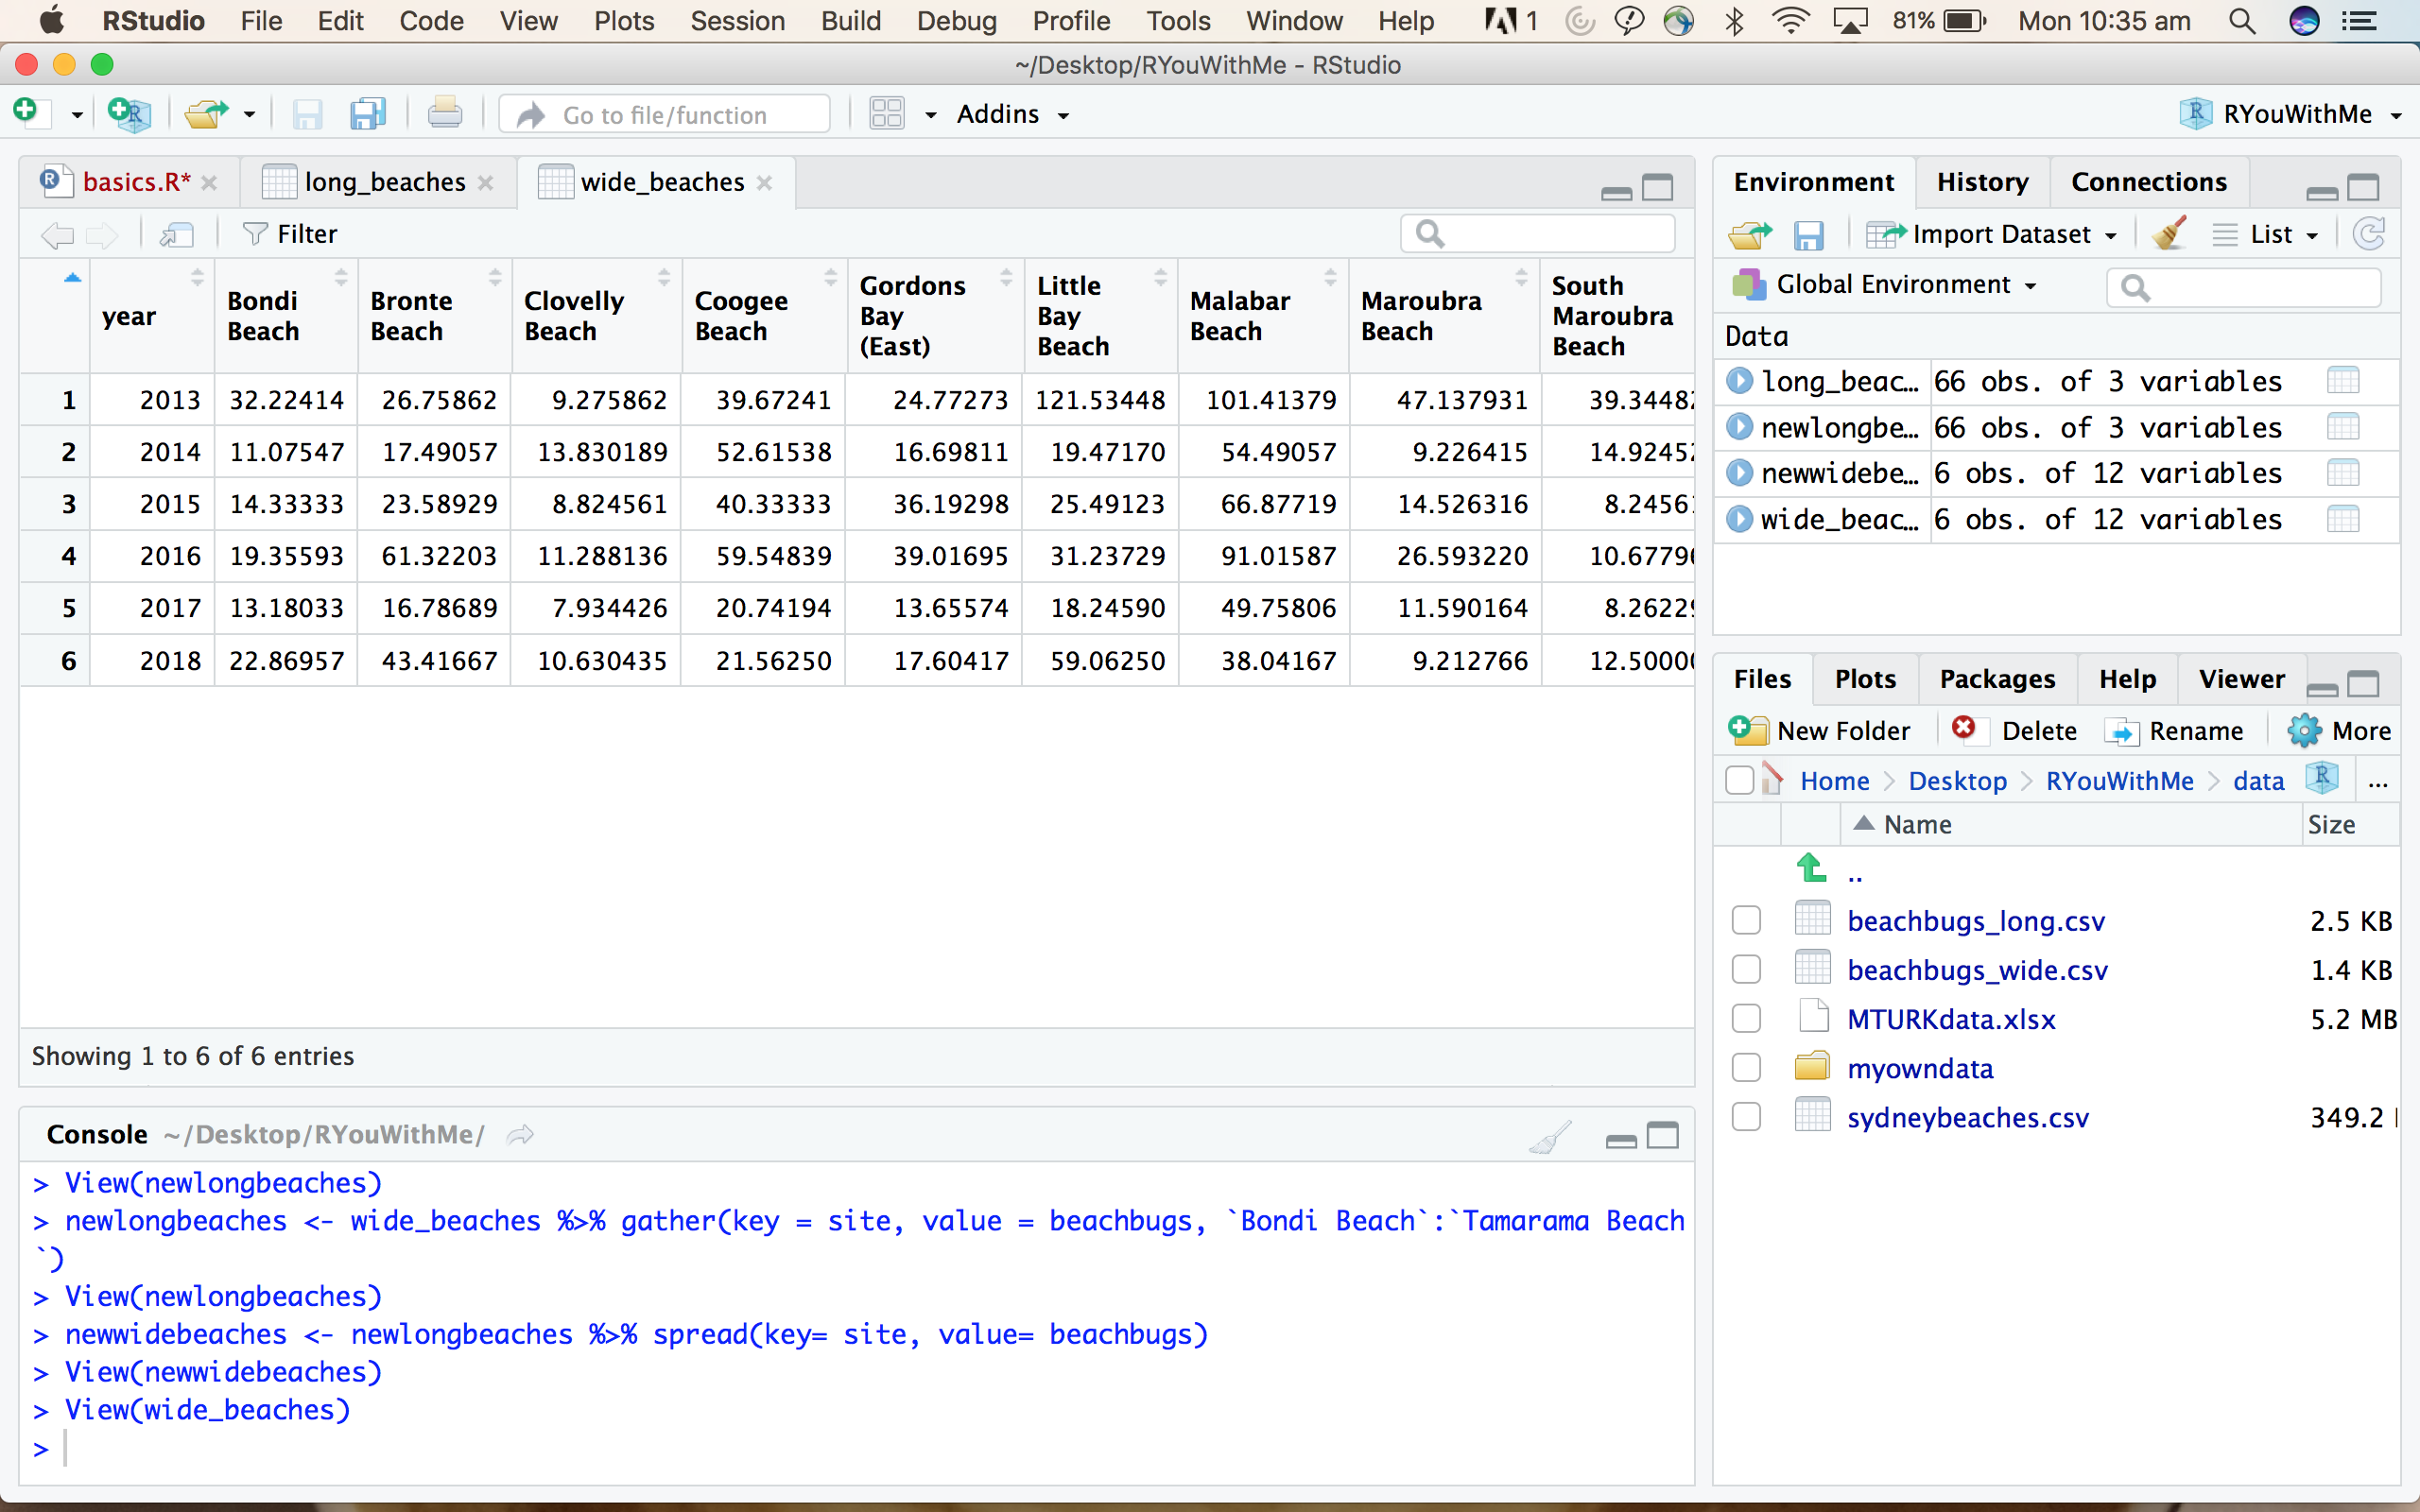 RStudio File Edit Code View Plots Session Build Debug Profile Tools Window Help 1 81% Mon 10:35 am
~/Desktop/RYouWithMe - RStudio
Go to file/function Addins RYouWithMe
basics.R* long_beaches wide_beaches
Filter
year Bondi Beach Bronte Beach Clovelly Beach Coogee Beach Gordons Bay (East) Little Bay Beach Malabar Beach Maroubra Beach South Maroubra Beach
1 2013 32.22414 26.75862 9.275862 39.67241 24.77273 121.53448 101.41379 47.137931 39.3448
2 2014 11.07547 17.49057 13.830189 52.61538 16.69811 19.47170 54.49057 9.226415 14.9245
3 2015 14.33333 23.58929 8.824561 40.33333 36.19298 25.49123 66.87719 14.526316 8.2456
4 2016 19.35593 61.32203 11.288136 59.54839 39.01695 31.23729 91.01587 26.593220 10.6779
5 2017 13.18033 16.78689 7.934426 20.74194 13.65574 18.24590 49.75806 11.590164 8.2622
6 2018 22.86957 43.41667 10.630435 21.56250 17.60417 59.06250 38.04167 9.212766 12.5000
Showing 1 to 6 of 6 entries
Console ~/Desktop/RYouWithMe/
> View(newlongbeaches)
> newlongbeaches <- wide_beaches %>% gather(key = site, value = beachbugs, `Bondi Beach`:`Tamarama Beach
`)
> View(newlongbeaches)
> newwidebeaches <- newlongbeaches %>% spread(key= site, value= beachbugs)
> View(newwidebeaches)
> View(wide_beaches)
>
Environment History Connections
Import Dataset List
Global Environment
Data
long_beac… 66 obs. of 3 variables
newlongbe… 66 obs. of 3 variables
newwidebe… 6 obs. of 12 variables
wide_beac… 6 obs. of 12 variables
Files Plots Packages Help Viewer
New Folder Delete Rename More
Home Desktop RYouWithMe data ...
Name Size
..
beachbugs_long.csv 2.5 KB
beachbugs_wide.csv 1.4 KB
MTURKdata.xlsx 5.2 MB
myowndata
sydneybeaches.csv 349.2